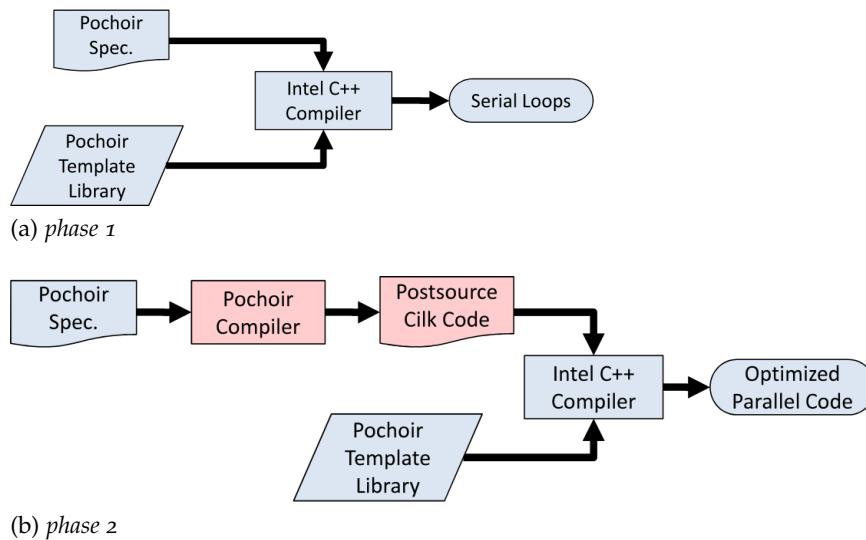 Pochoir
Spec.
Intel C++
Compiler
Serial Loops
Pochoir
Template
Library
(a) phase 1
Pochoir
Spec.
Pochoir
Compiler
Postsource
Cilk Code
Intel C++
Compiler
Optimized
Parallel Code
Pochoir
Template
Library
(b) phase 2